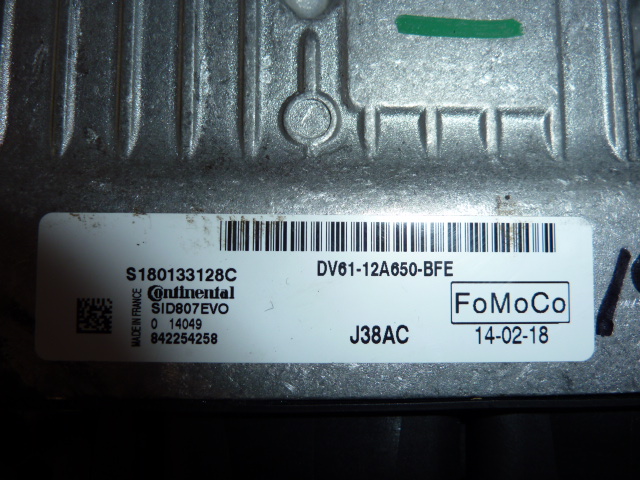 S180133128C
DV61-12A650-BFE
MADE IN FRANCE
Continental
SID807EVO
0 14049
842254258
J38AC
FoMoCo
14-02-18